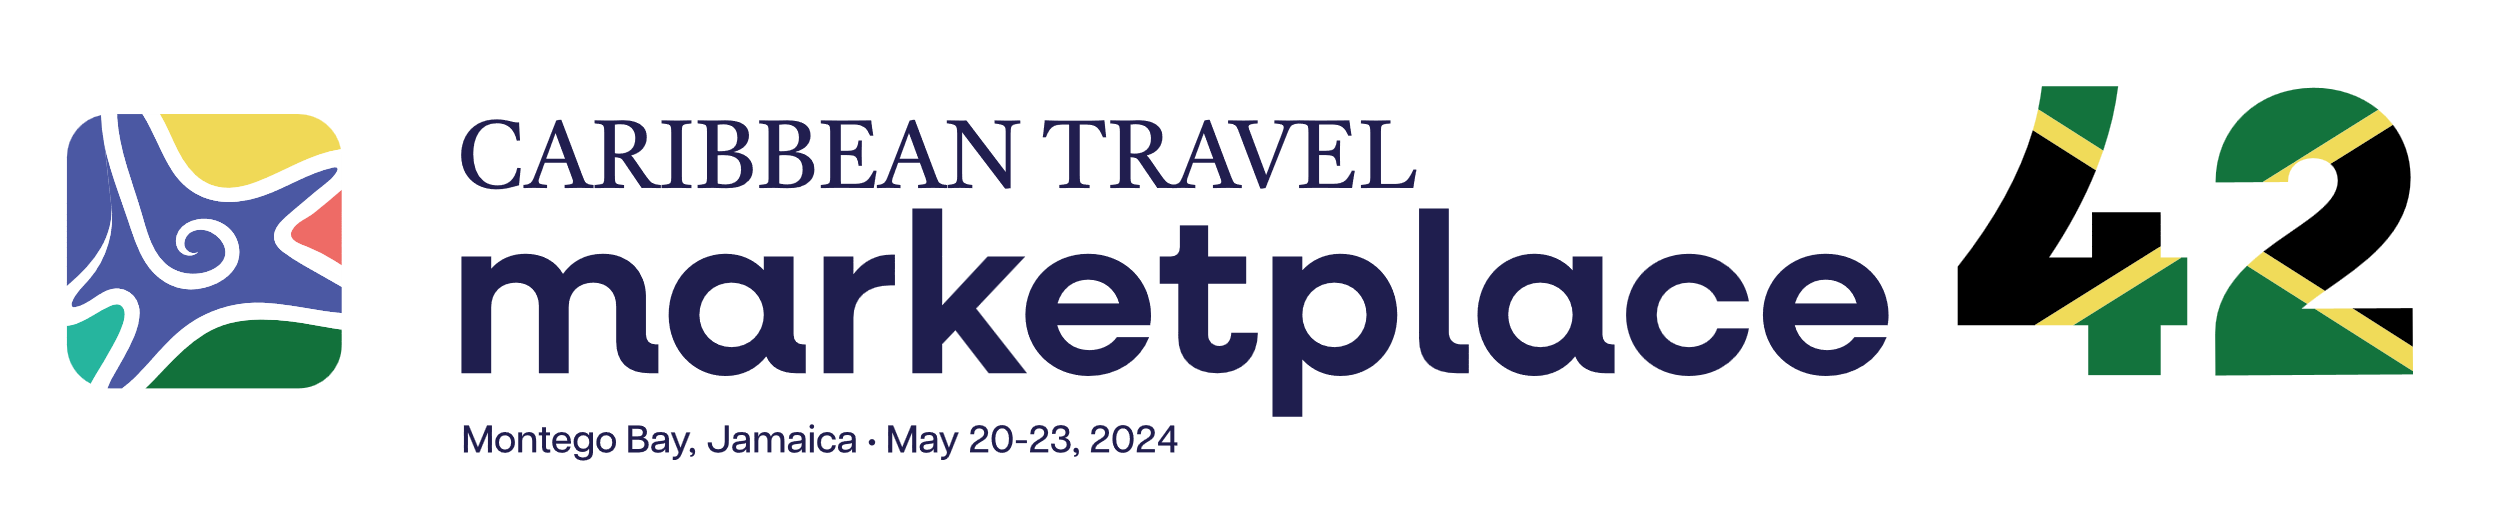 CARIBBEAN TRAVEL
marketplace 42
Montego Bay, Jamaica • May 20-23, 2024